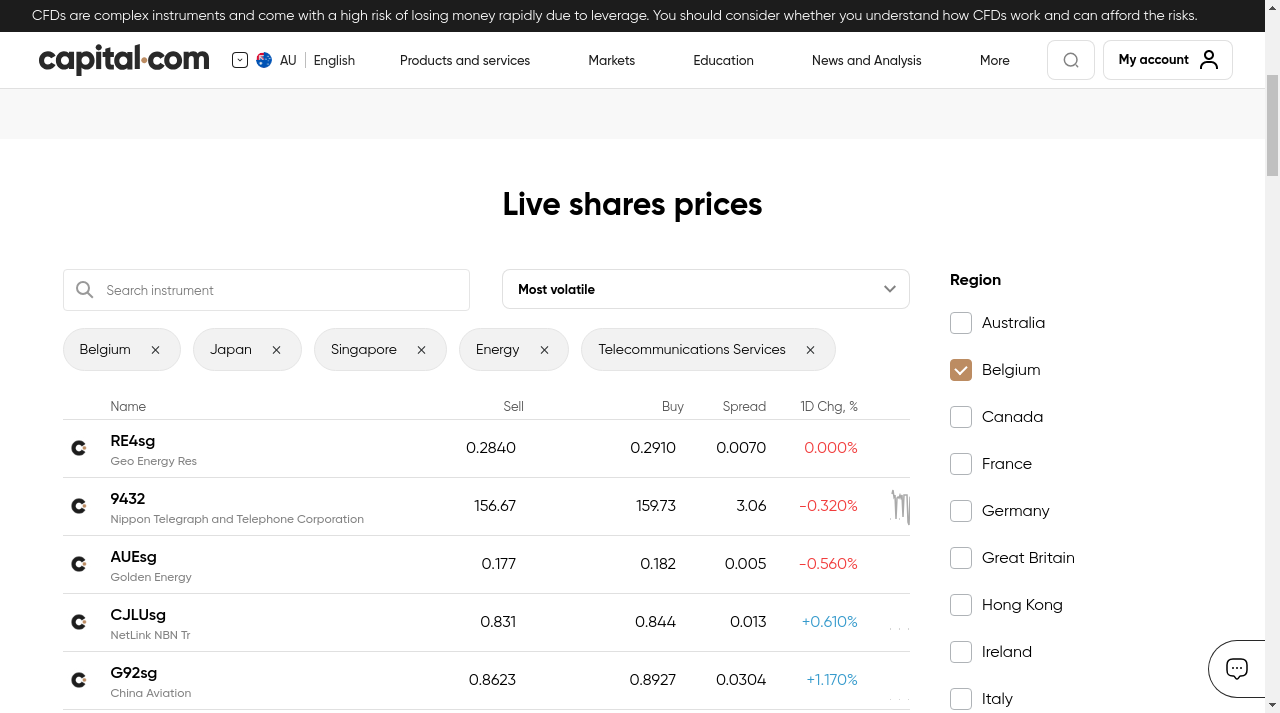 CFDs are complex instruments and come with a high risk of losing money rapidly due to leverage. You should consider whether you understand how CFDs work and can afford the risks.
capital.com AU English Products and services Markets Education News and Analysis More My account
Live shares prices
Search instrument
Most volatile
Belgium × Japan × Singapore × Energy × Telecommunications Services ×
Name Sell Buy Spread 1D Chg, %
RE4sg 0.2840 0.2910 0.0070 0.000%
Geo Energy Res
9432 156.67 159.73 3.06 -0.320%
Nippon Telegraph and Telephone Corporation
AUEsg 0.177 0.182 0.005 -0.560%
Golden Energy
CJLUsg 0.831 0.844 0.013 +0.610%
NetLink NBN Tr
G92sg 0.8623 0.8927 0.0304 +1.170%
China Aviation
Region
Australia
Belgium
Canada
France
Germany
Great Britain
Hong Kong
Ireland
Italy